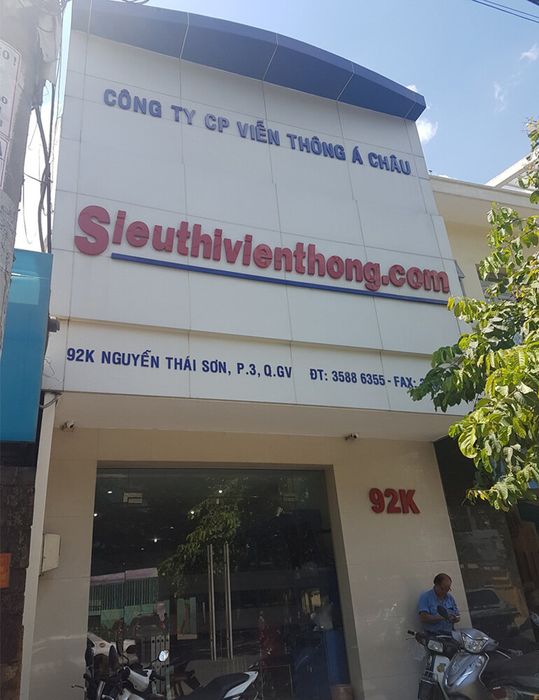 CÔNG TY CP VIỄN THÔNG Á CHÂU
Sieuthivienthong.com
92K NGUYỄN THÁI SƠN, P.3, Q.GV ĐT: 3588 6355 - FAX:
92K